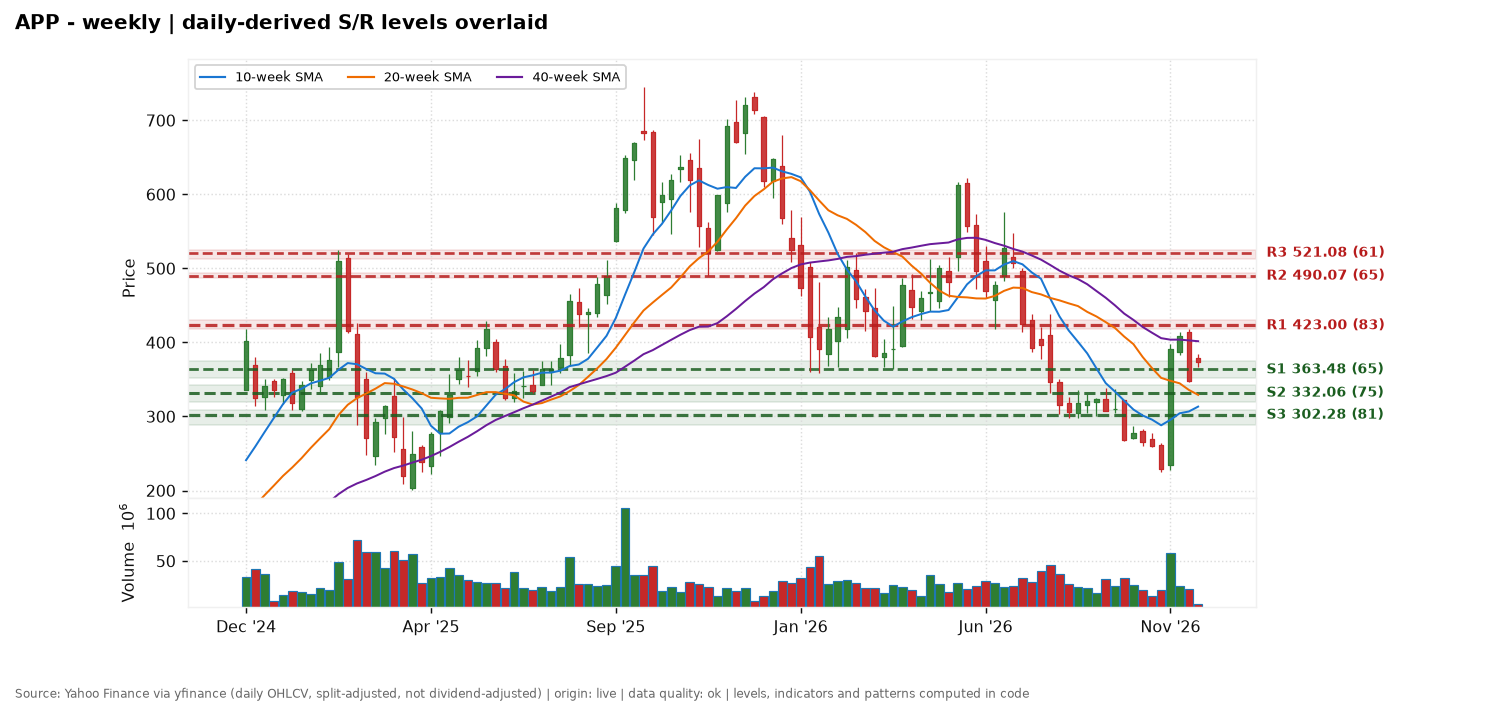 APP - weekly | daily-derived S/R levels overlaid
10-week SMA
20-week SMA
40-week SMA
Price
700
600
500
400
300
200
R3 521.08 (61)
R2 490.07 (65)
R1 423.00 (83)
S1 363.48 (65)
S2 332.06 (75)
S3 302.28 (81)
Volume 10⁶
100
50
Dec '24
Apr '25
Sep '25
Jan '26
Jun '26
Nov '26
Source: Yahoo Finance via yfinance (daily OHLCV, split-adjusted, not dividend-adjusted) | origin: live | data quality: ok | levels, indicators and patterns computed in code